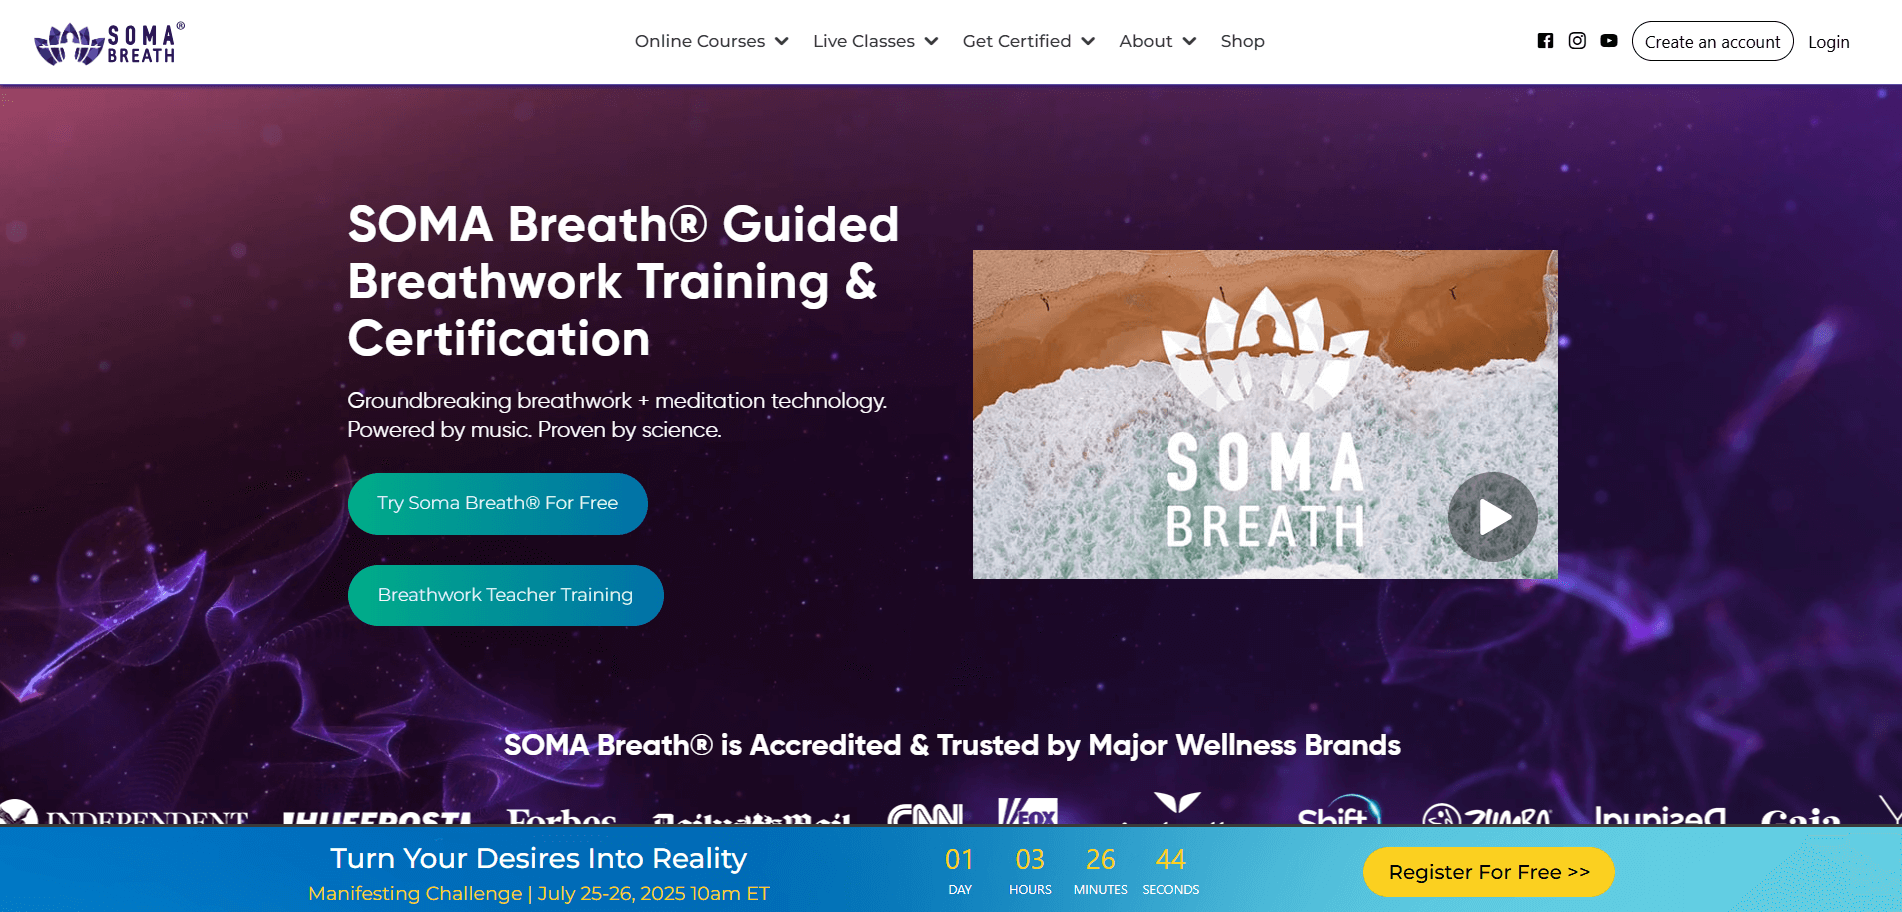 SOMA®
BREATH
Online Courses
Live Classes
Get Certified
About
Shop
Create an account
Login
SOMA Breath® Guided
Breathwork Training &
Certification
Groundbreaking breathwork + meditation technology.
Powered by music. Proven by science.
Try Soma Breath® For Free
Breathwork Teacher Training
SOMA
BREATH
SOMA Breath® is Accredited & Trusted by Major Wellness Brands
INDEPENDENT
HUFFPOST
Forbes
Daily Mail
CNN
FOX
Shift
ZUMBA®
Gaia
Turn Your Desires Into Reality
Manifesting Challenge | July 25-26, 2025 10am ET
01 03 26 44
DAY HOURS MINUTES SECONDS
Register For Free >>